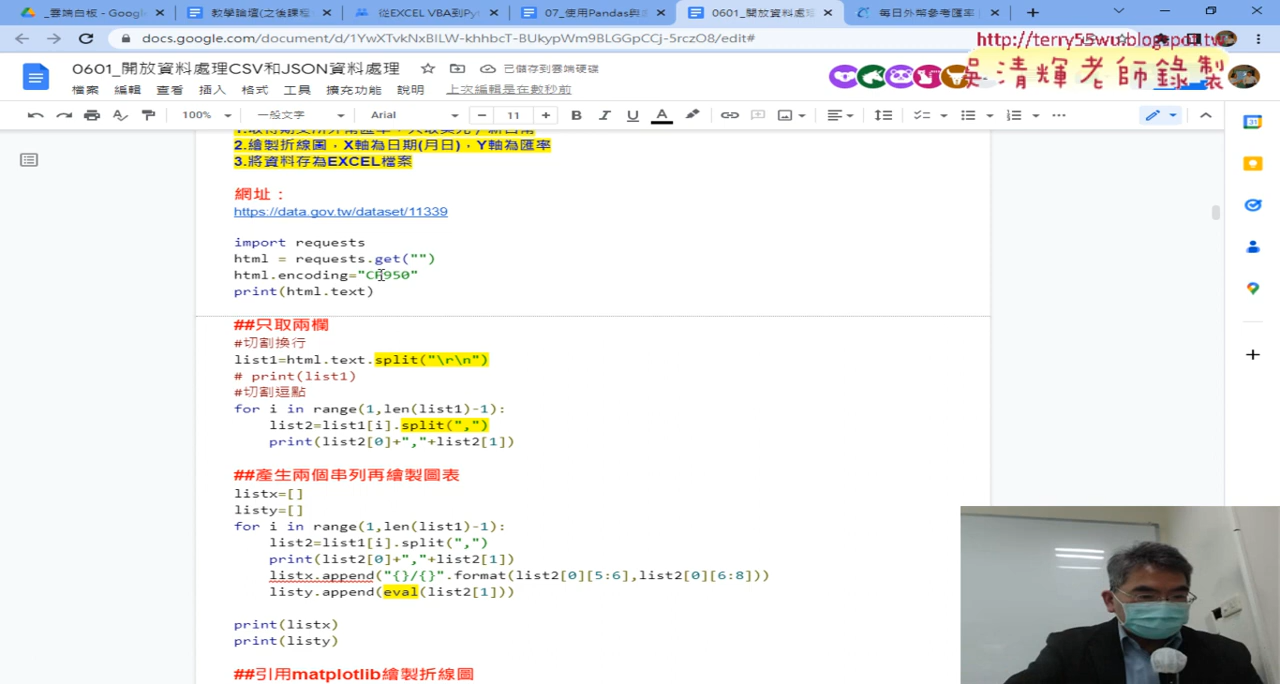 _雲端白板 - Googl
教學論壇(之後課程
從EXCEL VBA到Py
07_使用Pandas與
0601_開放資料處
每日外幣參考匯率
docs.google.com/document/d/1YwXTvkNxBILW-khhbcT-BUkypWm9BLGGpCCj-5rczO8/edit#
http://terry55wu.blogspot.tw
吳清輝老師錄製
0601_開放資料處理CSV和JSON資料處理
已儲存到雲端硬碟
檔案 編輯 查看 插入 格式 工具 擴充功能 說明 上次編輯是在數秒前
100% 一般文字 Arial 11
2.繪製折線圖，X軸為日期(月日)，Y軸為匯率
3.將資料存為EXCEL檔案
網址：
https://data.gov.tw/dataset/11339
import requests
html = requests.get("")
html.encoding="CP950"
print(html.text)
##只取兩欄
#切割換行
list1=html.text.split("\r\n")
# print(list1)
#切割逗點
for i in range(1,len(list1)-1):
list2=list1[i].split(",")
print(list2[0]+","+list2[1])
##產生兩個串列再繪製圖表
listx=[]
listy=[]
for i in range(1,len(list1)-1):
list2=list1[i].split(",")
print(list2[0]+","+list2[1])
listx.append("{}/{}".format(list2[0][5:6],list2[0][6:8]))
listy.append(eval(list2[1]))
print(listx)
print(listy)
##引用matplotlib繪製折線圖